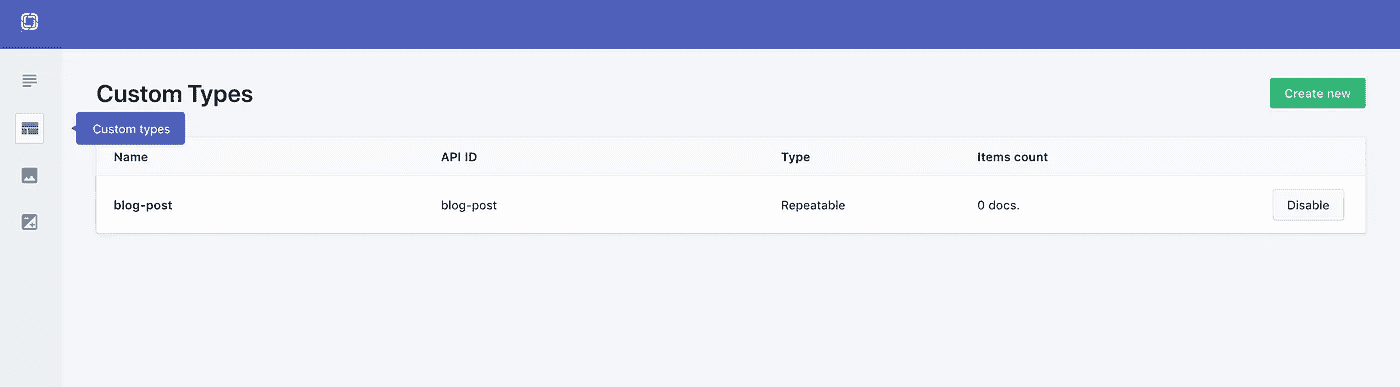 Custom Types
Create new
Custom types
Name API ID Type Items count
blog-post blog-post Repeatable 0 docs. Disable